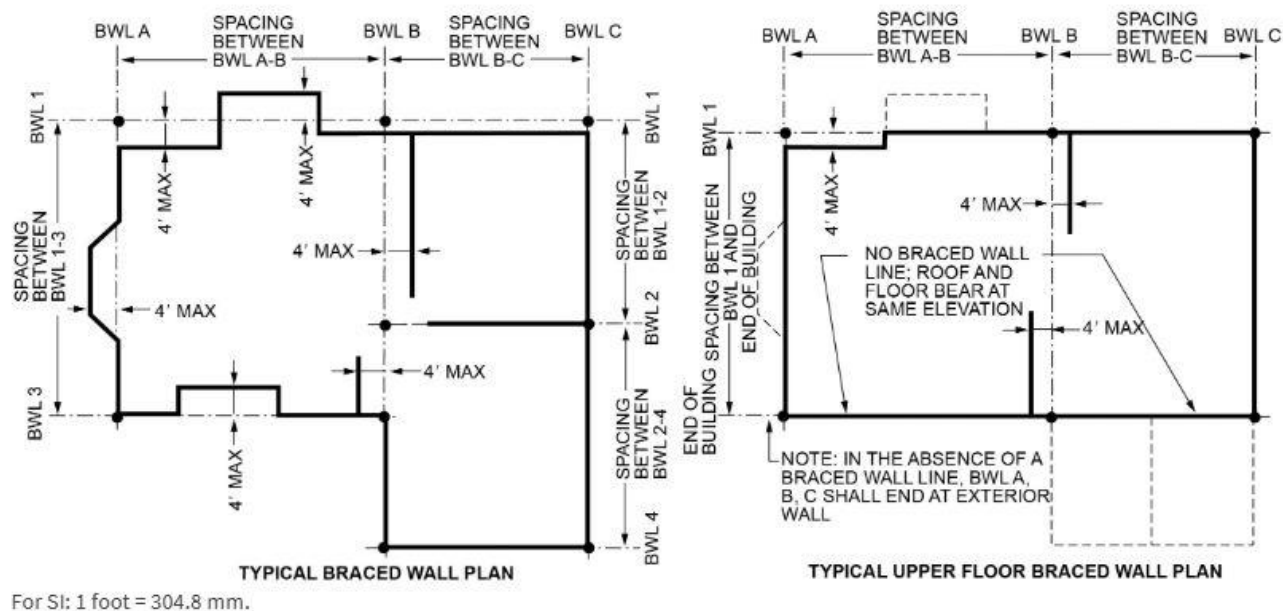 SPACING
BETWEEN
BWL A-B
SPACING
BETWEEN
BWL B-C
BWL A
BWL B
BWL C
BWL 1
BWL 1
4' MAX
4' MAX
SPACING
BETWEEN
BWL 1-3
SPACING
BETWEEN
BWL 1-2
4' MAX
4' MAX
BWL 2
4' MAX
BWL 3
4' MAX
SPACING
BETWEEN
BWL 2-4
BWL 4
TYPICAL BRACED WALL PLAN
SPACING
BETWEEN
BWL A-B
SPACING
BETWEEN
BWL B-C
BWL A
BWL B
BWL C
BWL 1
4' MAX
4' MAX
END OF
BUILDING SPACING BETWEEN
BWL 1 AND
END OF BUILDING
NO BRACED WALL
LINE; ROOF AND
FLOOR BEAR AT
SAME ELEVATION
4' MAX
NOTE: IN THE ABSENCE OF A
BRACED WALL LINE, BWL A,
B, C SHALL END AT EXTERIOR
WALL
TYPICAL UPPER FLOOR BRACED WALL PLAN
For SI: 1 foot = 304.8 mm.